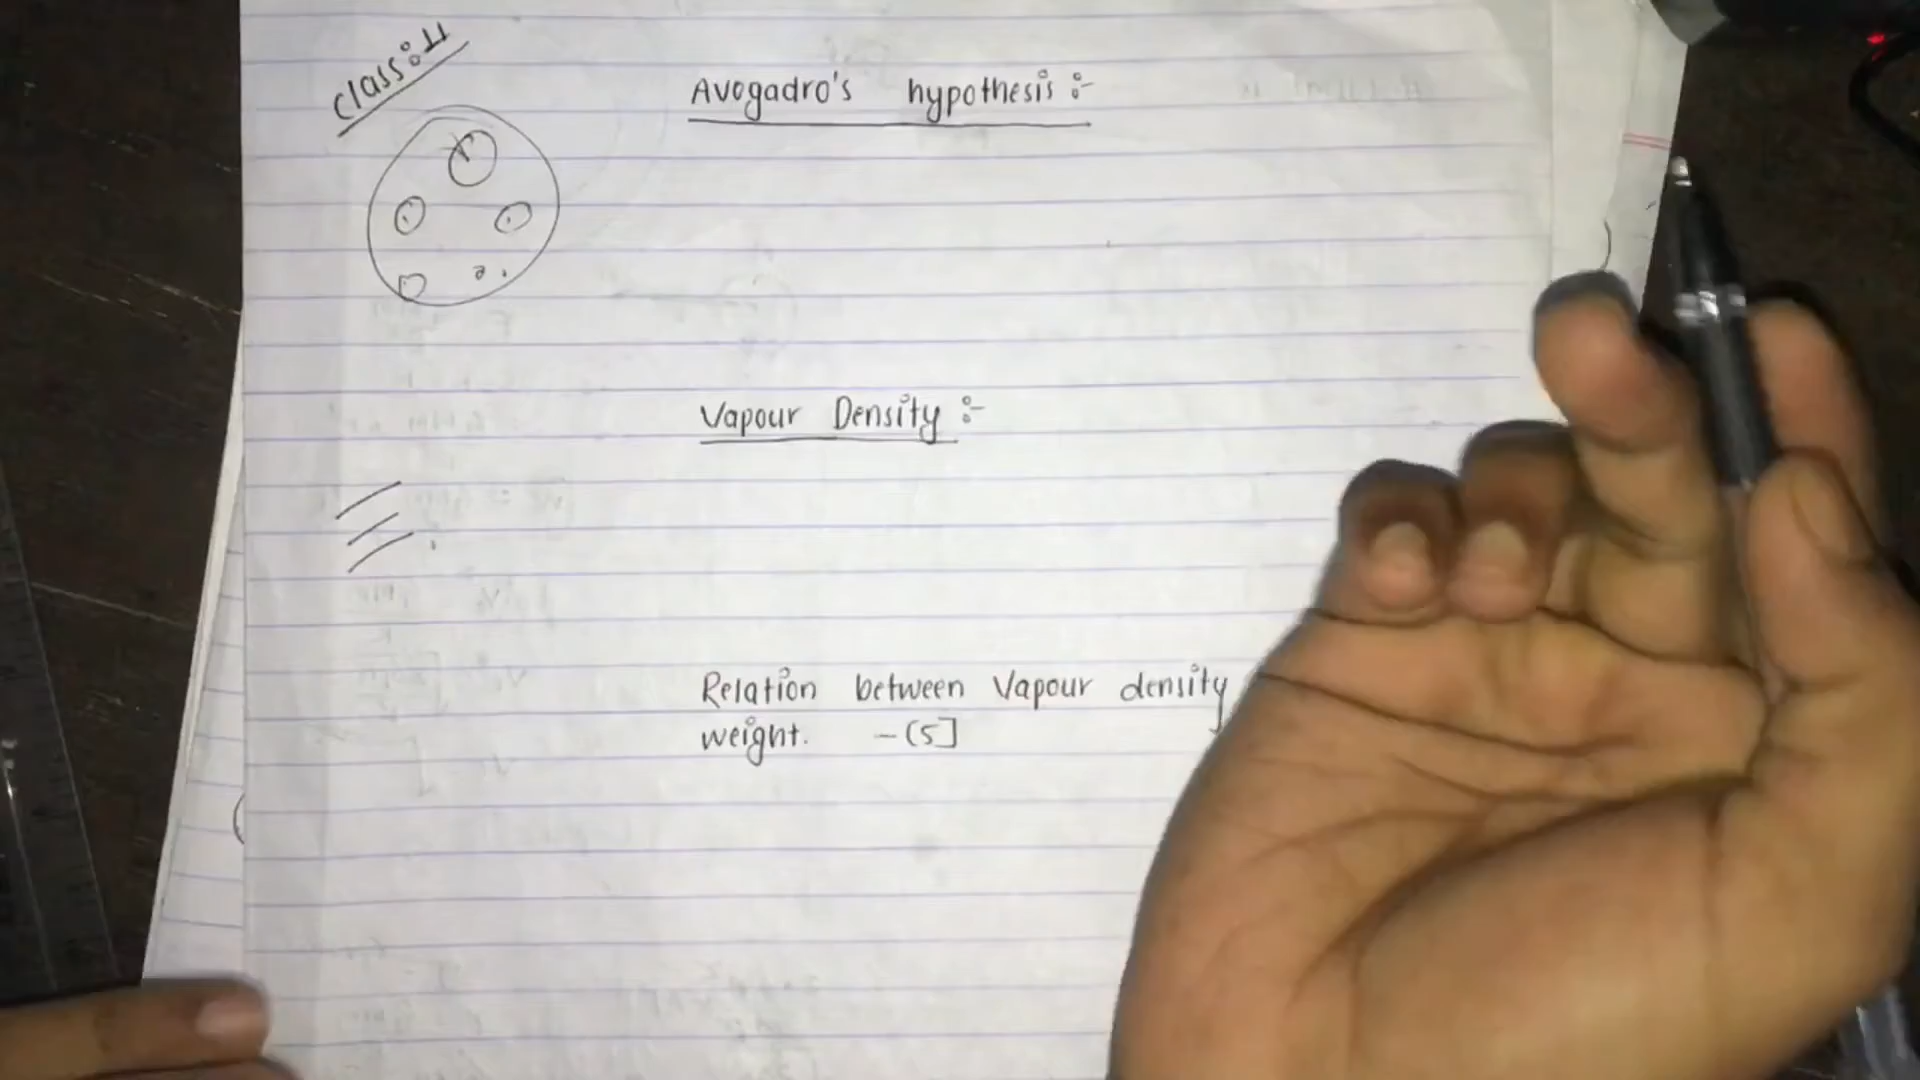 Class:11
Avogadro's hypothesis :-
Vapour Density :-
Relation between Vapour density
weight. - (5]